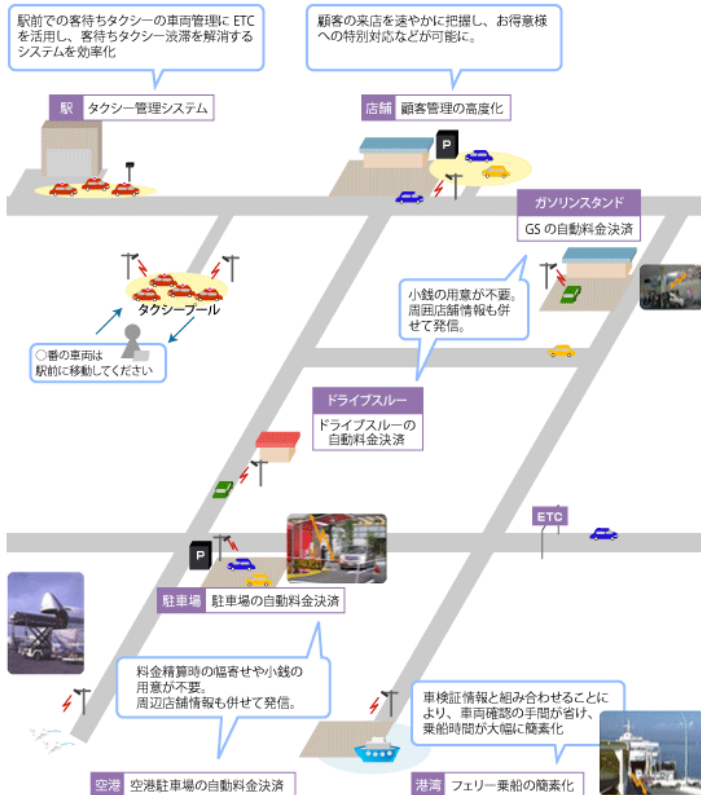 駅前での客待ちタクシーの車両管理に ETC
を活用し、客待ちタクシー渋滞を解消する
システムを効率化
顧客の来店を速やかに把握し、お得意様
への特別対応などが可能に。
駅 タクシー管理システム
店舗 顧客管理の高度化
P
ガソリンスタンド
GS の自動料金決済
小銭の用意が不要。
周囲店舗情報も併
せて発信。
タクシープール
○番の車両は
駅前に移動してください
ドライブスルー
ドライブスルーの
自動料金決済
ETC
P
駐車場 駐車場の自動料金決済
料金精算時の幅寄せや小銭の
用意が不要。
周辺店舗情報も併せて発信。
車検証情報と組み合わせることに
より、車両確認の手間が省け、
乗船時間が大幅に簡素化
空港 空港駐車場の自動料金決済
港湾 フェリー乗船の簡素化